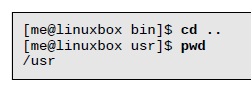 [me@linuxbox bin]$ cd ..
[me@linuxbox usr]$ pwd
/usr